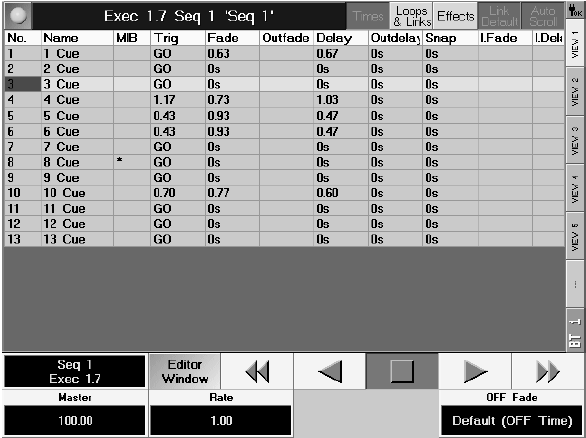 Exec 1.7 Seq 1 'Seq 1' Times Loops & Links Effects Link Default Auto Scroll OK
No. Name MIB Trig Fade Outfade Delay Outdelay Snap I.Fade I.Dela
1 1 Cue GO 0.63 0.67 0s 0s
2 2 Cue GO 0s 0s 0s 0s
3 3 Cue GO 0s 0s 0s 0s
4 4 Cue 1.17 0.73 1.03 0s 0s
5 5 Cue 0.43 0.93 0.47 0s 0s
6 6 Cue 0.43 0.93 0.47 0s 0s
7 7 Cue GO 0s 0s 0s 0s
8 8 Cue * GO 0s 0s 0s 0s
9 9 Cue GO 0s 0s 0s 0s
10 10 Cue 0.70 0.77 0.60 0s 0s
11 11 Cue GO 0s 0s 0s 0s
12 12 Cue GO 0s 0s 0s 0s
13 13 Cue GO 0s 0s 0s 0s
VIEW 1
VIEW 2
VIEW 3
VIEW 4
VIEW 5
...
BT 1
Seq 1
Exec 1.7
Editor
Window
Master Rate OFF Fade
100.00 1.00 Default (OFF Time)